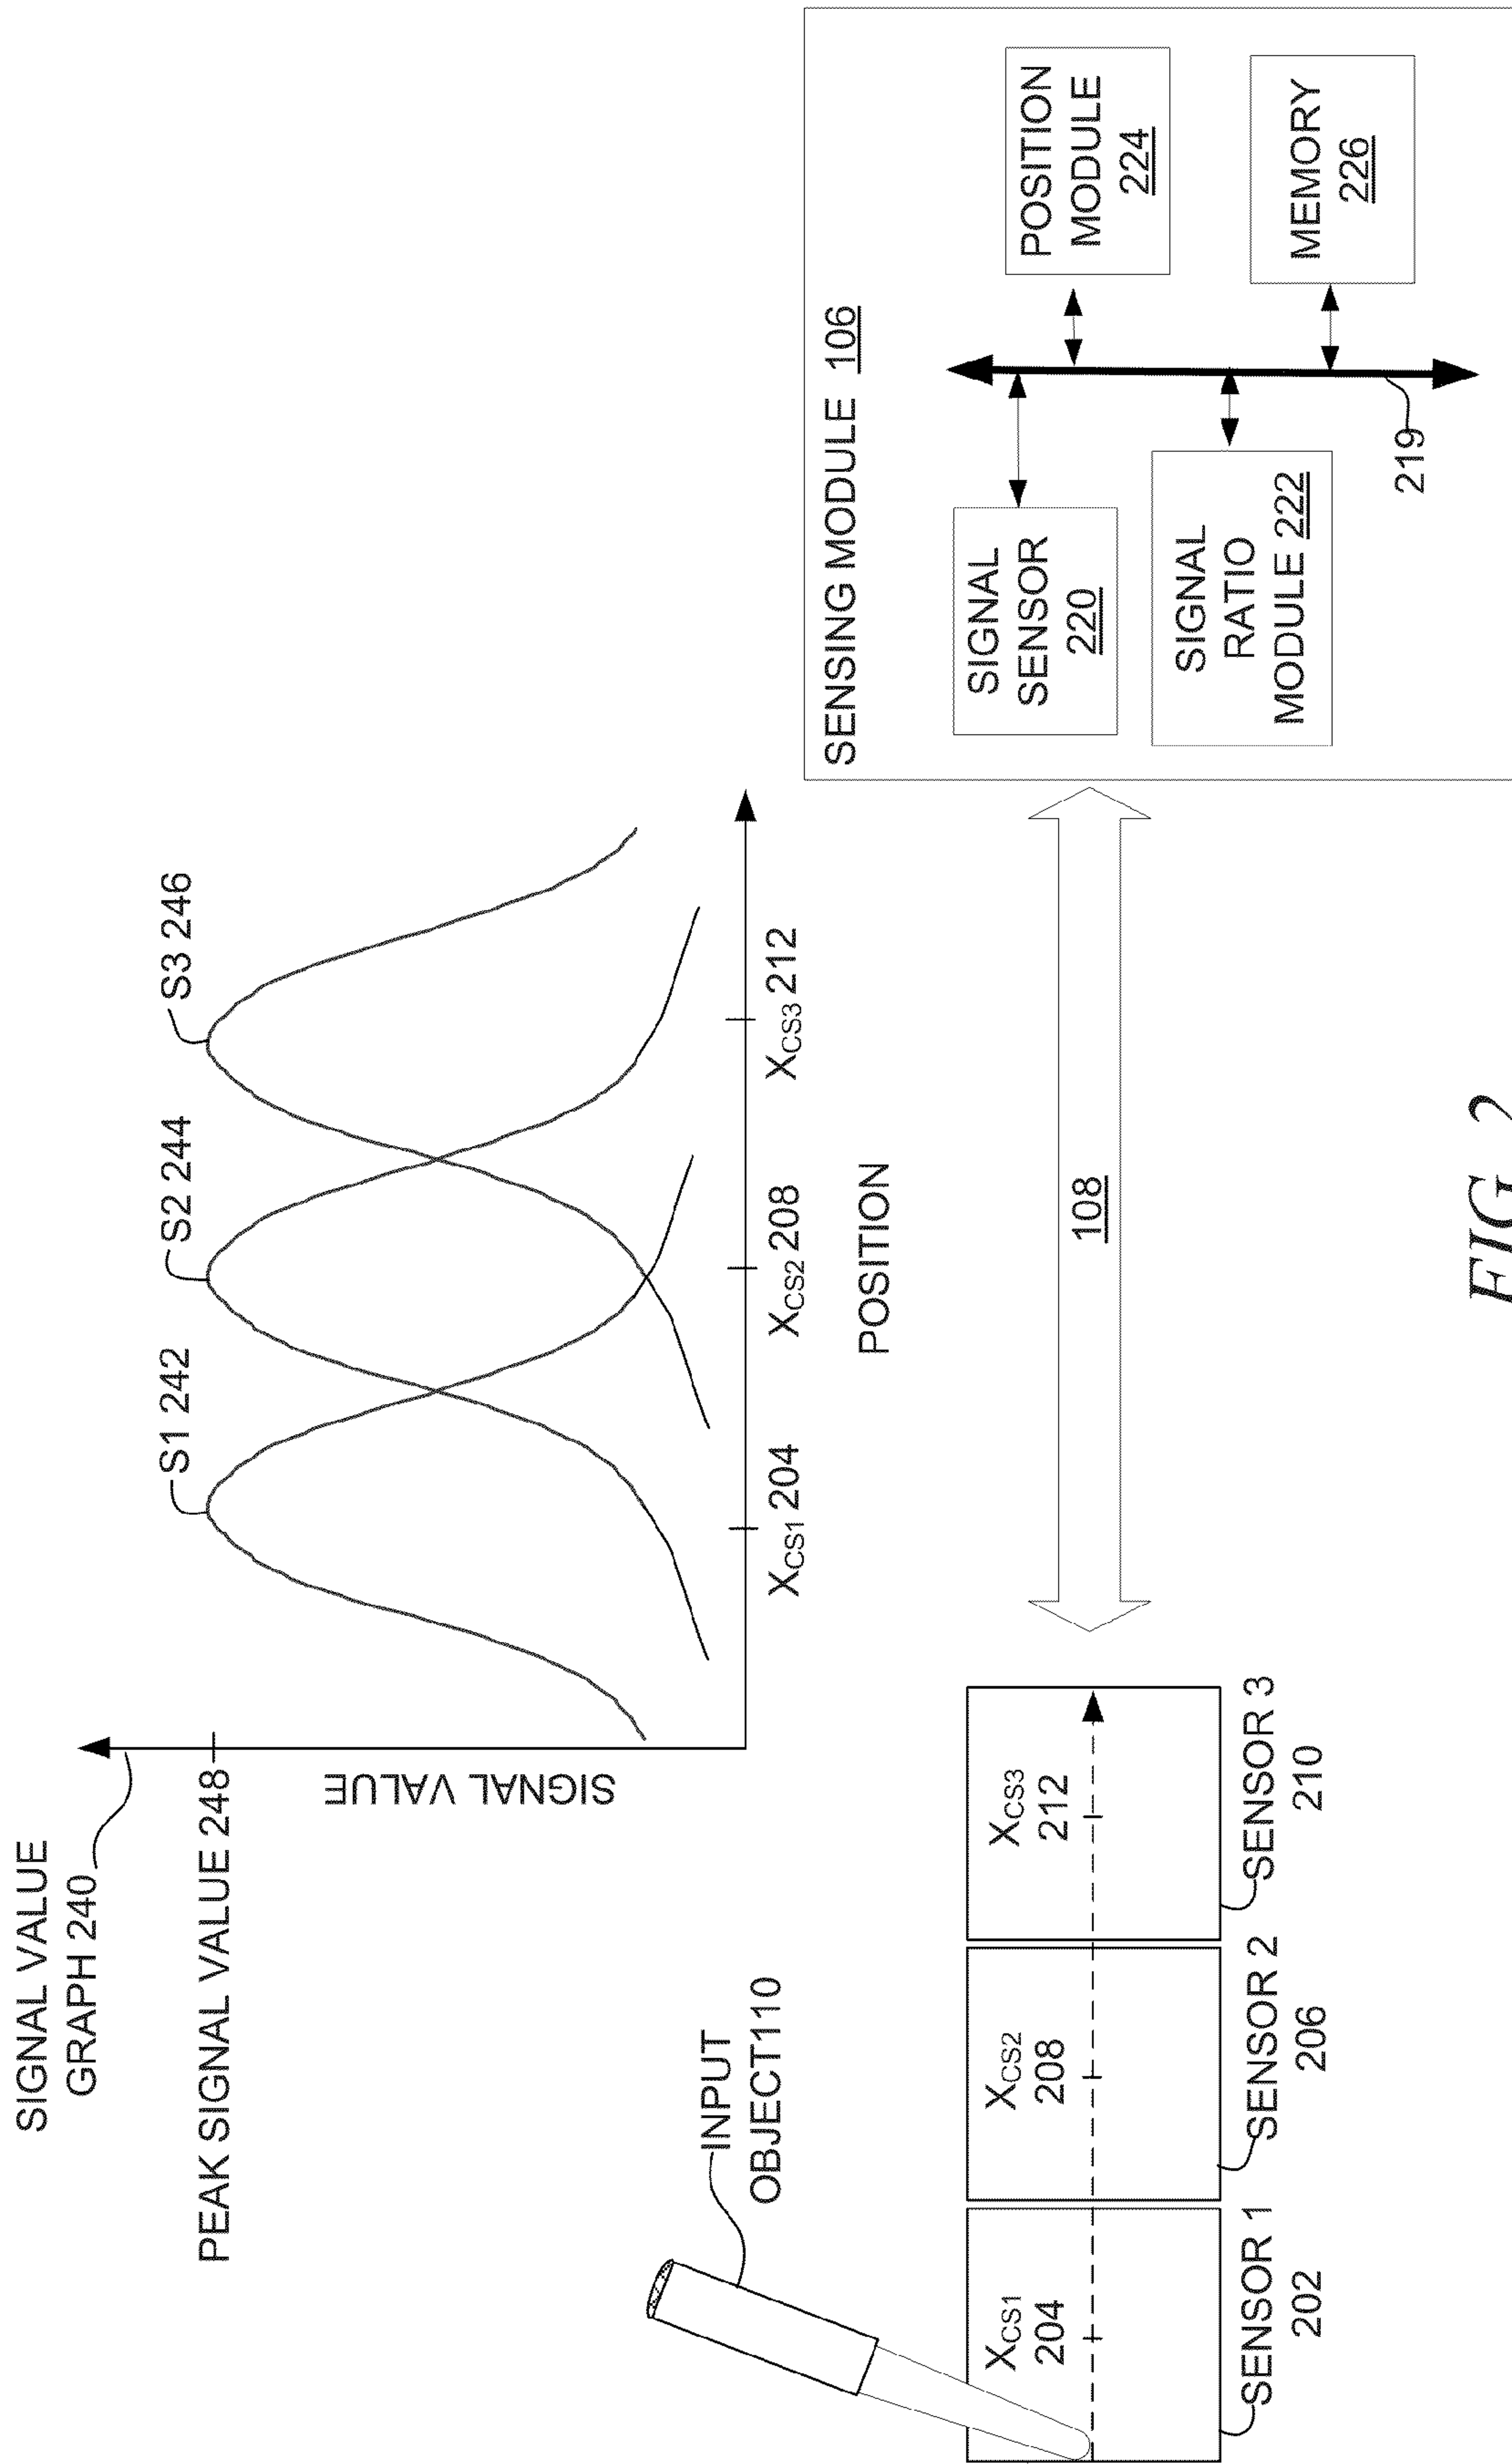 SIGNAL VALUE
GRAPH 240
PEAK SIGNAL VALUE 248
SIGNAL VALUE
S1 242
S2 244
S3 246
XCS1 204
XCS2 208
XCS3 212
POSITION
INPUT
OBJECT110
XCS1
204
XCS2
208
XCS3
212
SENSOR 1
202
SENSOR 2
206
SENSOR 3
210
108
SENSING MODULE 106
SIGNAL
SENSOR
220
POSITION
MODULE
224
SIGNAL
RATIO
MODULE 222
MEMORY
226
219
FIG. 2